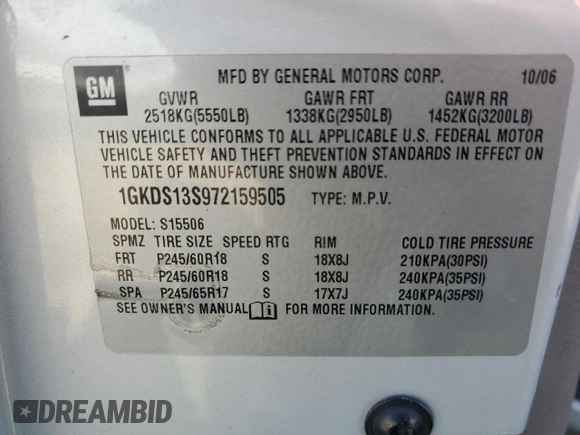 GM
MFD BY GENERAL MOTORS CORP. 10/06
GVWR GAWR FRT GAWR RR
2518KG(5550LB) 1338KG(2950LB) 1452KG(3200LB)
THIS VEHICLE CONFORMS TO ALL APPLICABLE U.S. FEDERAL MOTOR
VEHICLE SAFETY AND THEFT PREVENTION STANDARDS IN EFFECT ON
THE DATE OF MANUFACTURE SHOWN ABOVE.
1GKDS13S972159505 TYPE: M.P.V.
MODEL: S15506
SPMZ TIRE SIZE SPEED RTG RIM COLD TIRE PRESSURE
FRT P245/60R18 S 18X8J 210KPA(30PSI)
RR P245/60R18 S 18X8J 240KPA(35PSI)
SPA P245/65R17 S 17X7J 240KPA(35PSI)
SEE OWNER'S MANUAL FOR MORE INFORMATION.
DREAMBID